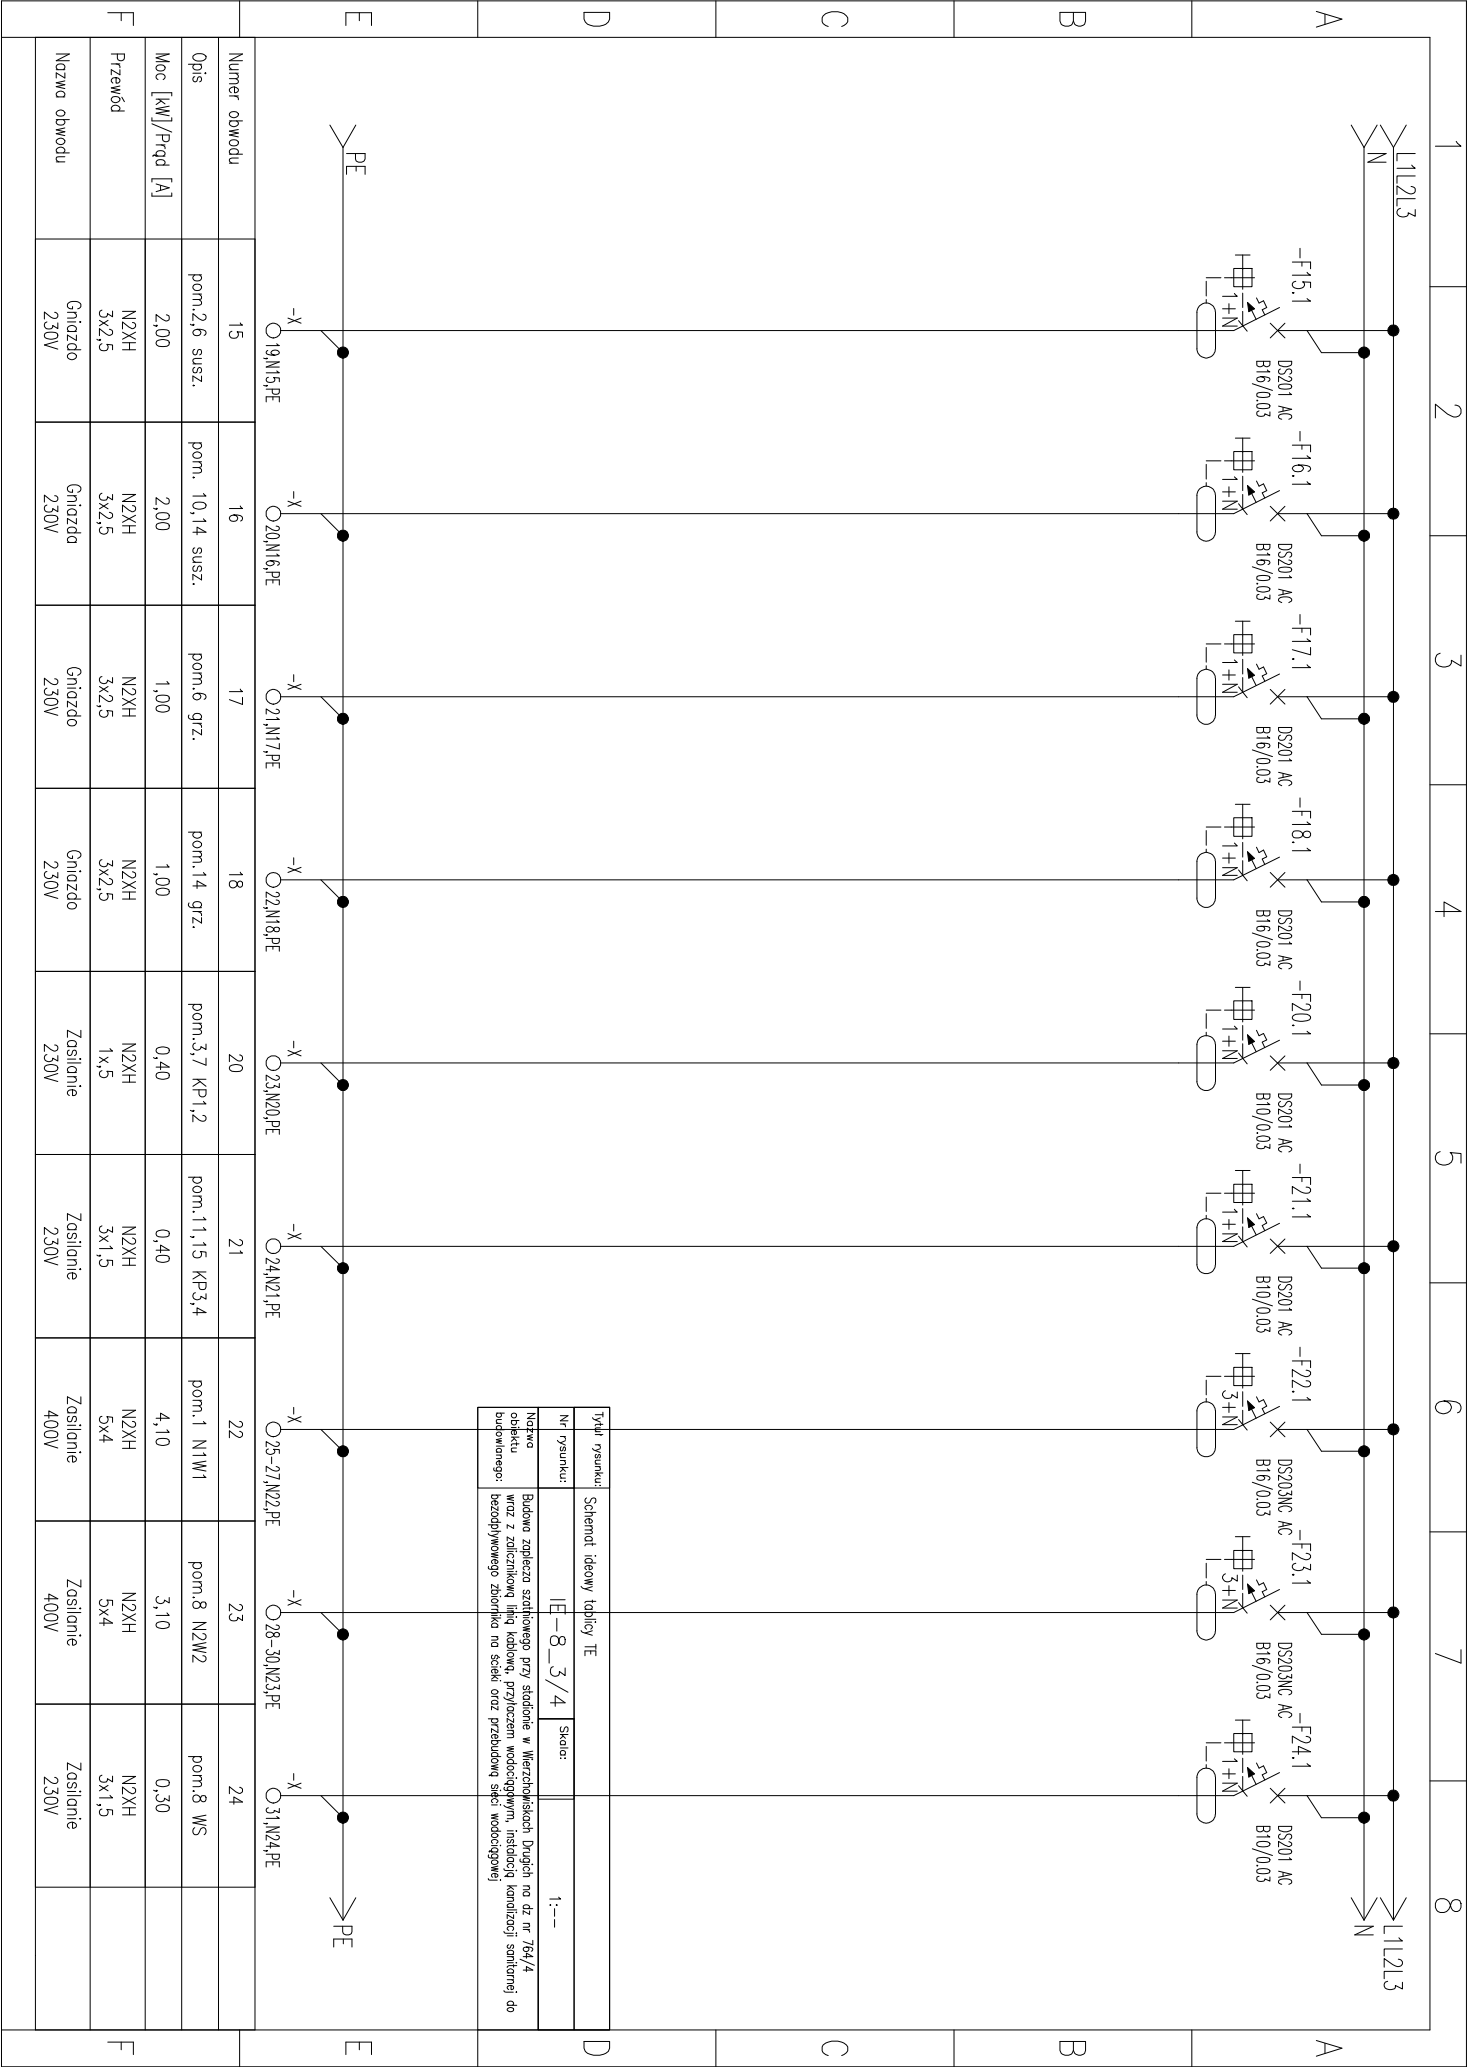 1 2 3 4 5 6 7 8
A A
L1L2L3 L1L2L3
N N
-F15.1 -F16.1 -F17.1 -F18.1 -F20.1 -F21.1 -F22.1 -F23.1 -F24.1
DS201 AC DS201 AC DS201 AC DS201 AC DS201 AC DS201 AC DS203NC AC DS203NC AC DS201 AC
B16/0.03 B16/0.03 B16/0.03 B16/0.03 B10/0.03 B10/0.03 B16/0.03 B16/0.03 B10/0.03
1+N 1+N 1+N 1+N 1+N 1+N 3+N 3+N 1+N
B B
C C
D D
Tytuł rysunku: Schemat ideowy tablicy TE
Nr rysunku: IE-8_3/4 Skala: 1:--
Nazwa obiektu budowlanego:
Budowa zaplecza szatniowego przy stadionie w Wierzchowiskach Drugich na dz nr 764/4
wraz z zalicznikową linią kablową, przyłączem wodociągowym, instalacją kanalizacji sanitarnej do
bezodpływowego zbiornika na ścieki oraz przebudową sieci wodociągowej
E E
PE PE
-X -X -X -X -X -X -X -X -X
19,N15,PE 20,N16,PE 21,N17,PE 22,N18,PE 23,N20,PE 24,N21,PE 25-27,N22,PE 28-30,N23,PE 31,N24,PE
F F
Numer obwodu 15 16 17 18 20 21 22 23 24
Opis pom.2,6 susz. pom. 10,14 susz. pom.6 grz. pom.14 grz. pom.3,7 KP1,2 pom.11,15 KP3,4 pom.1 N1W1 pom.8 N2W2 pom.8 WS
Moc [kW]/Prąd [A] 2,00 2,00 1,00 1,00 0,40 0,40 4,10 3,10 0,30
Przewód N2XH N2XH N2XH N2XH N2XH N2XH N2XH N2XH N2XH
3x2,5 3x2,5 3x2,5 3x2,5 1x,5 3x1,5 5x4 5x4 3x1,5
Nazwa obwodu Gniazdo Gniazda Gniazdo Gniazdo Zasilanie Zasilanie Zasilanie Zasilanie Zasilanie
230V 230V 230V 230V 230V 230V 400V 400V 230V